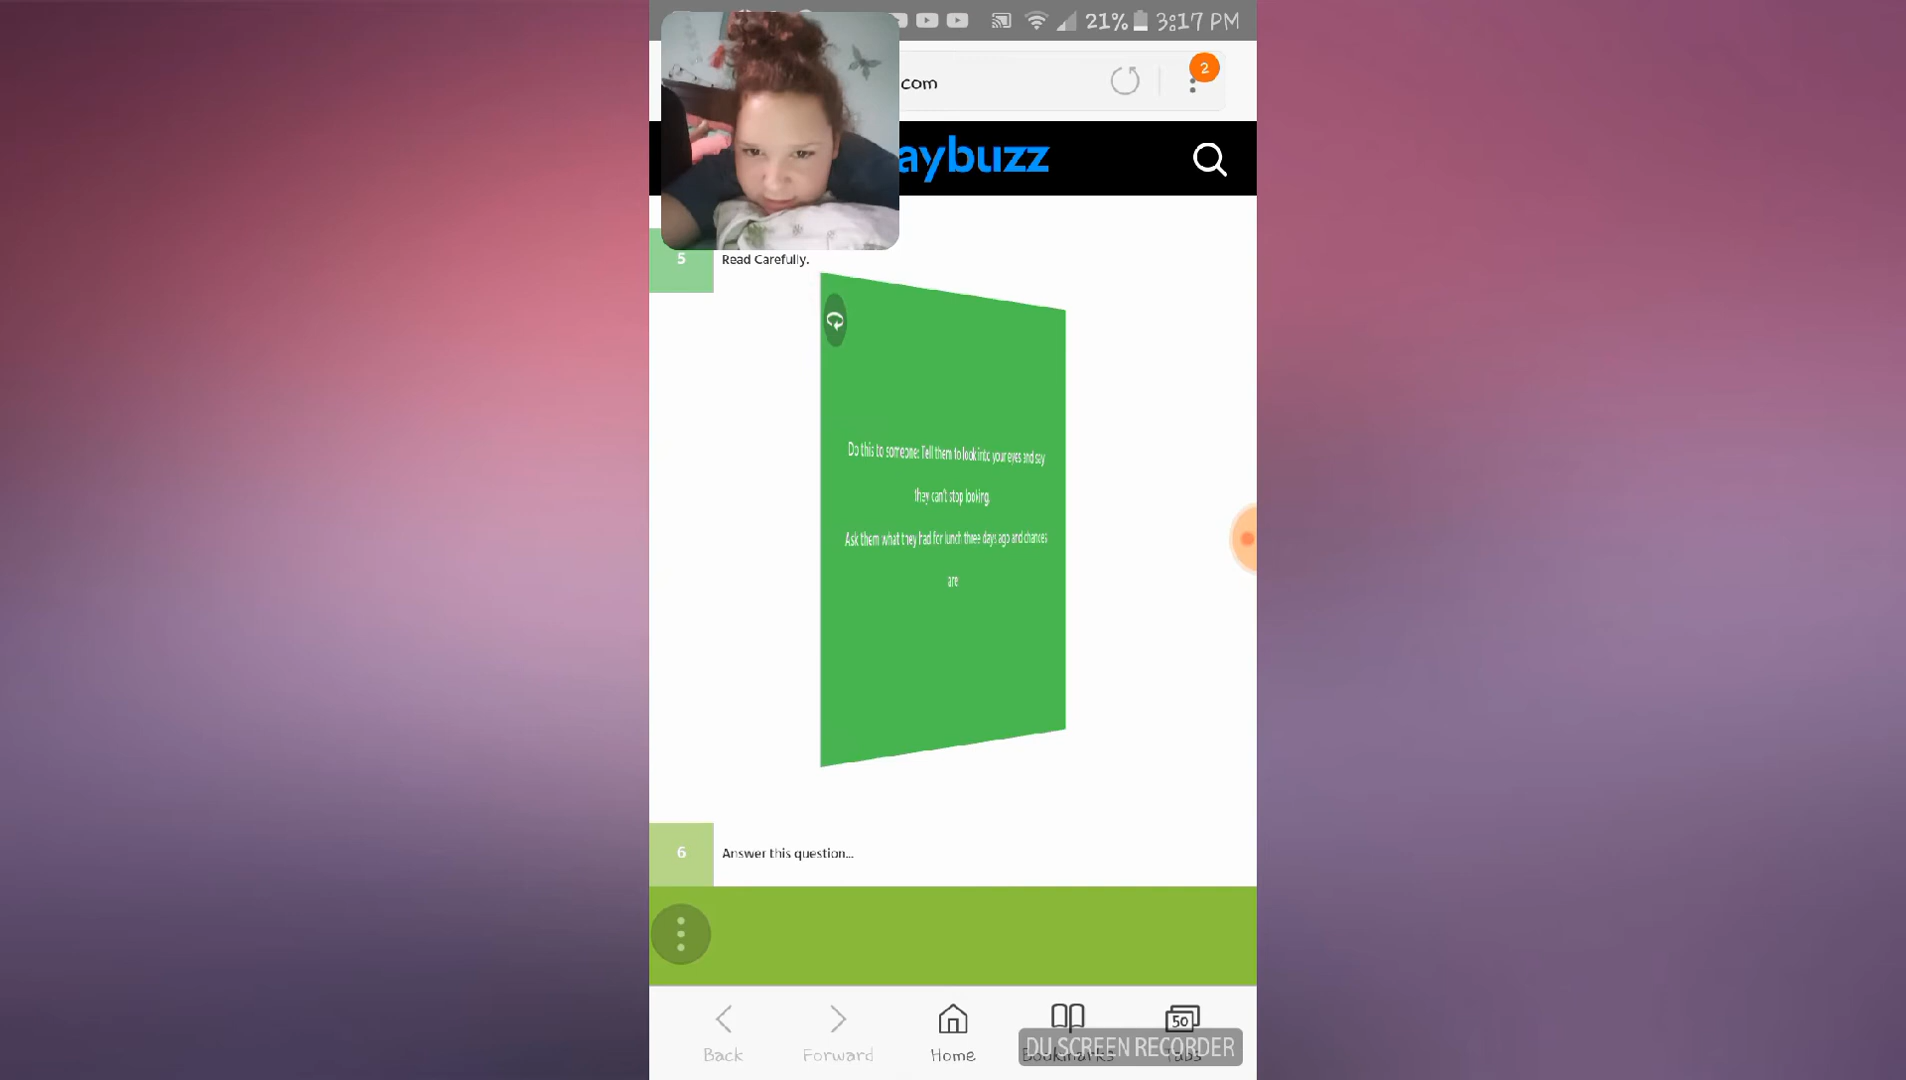 21% 3:17 PM
.com
2
aybuzz
5
Read Carefully.
Do this to someone: Tell them to look into your eyes and say
they can't stop looking.
Ask them what they had for lunch three days ago and chances
are
6
Answer this question...
50
Back
Forward
Home
Bookmarks
Tabs
DU SCREEN RECORDER